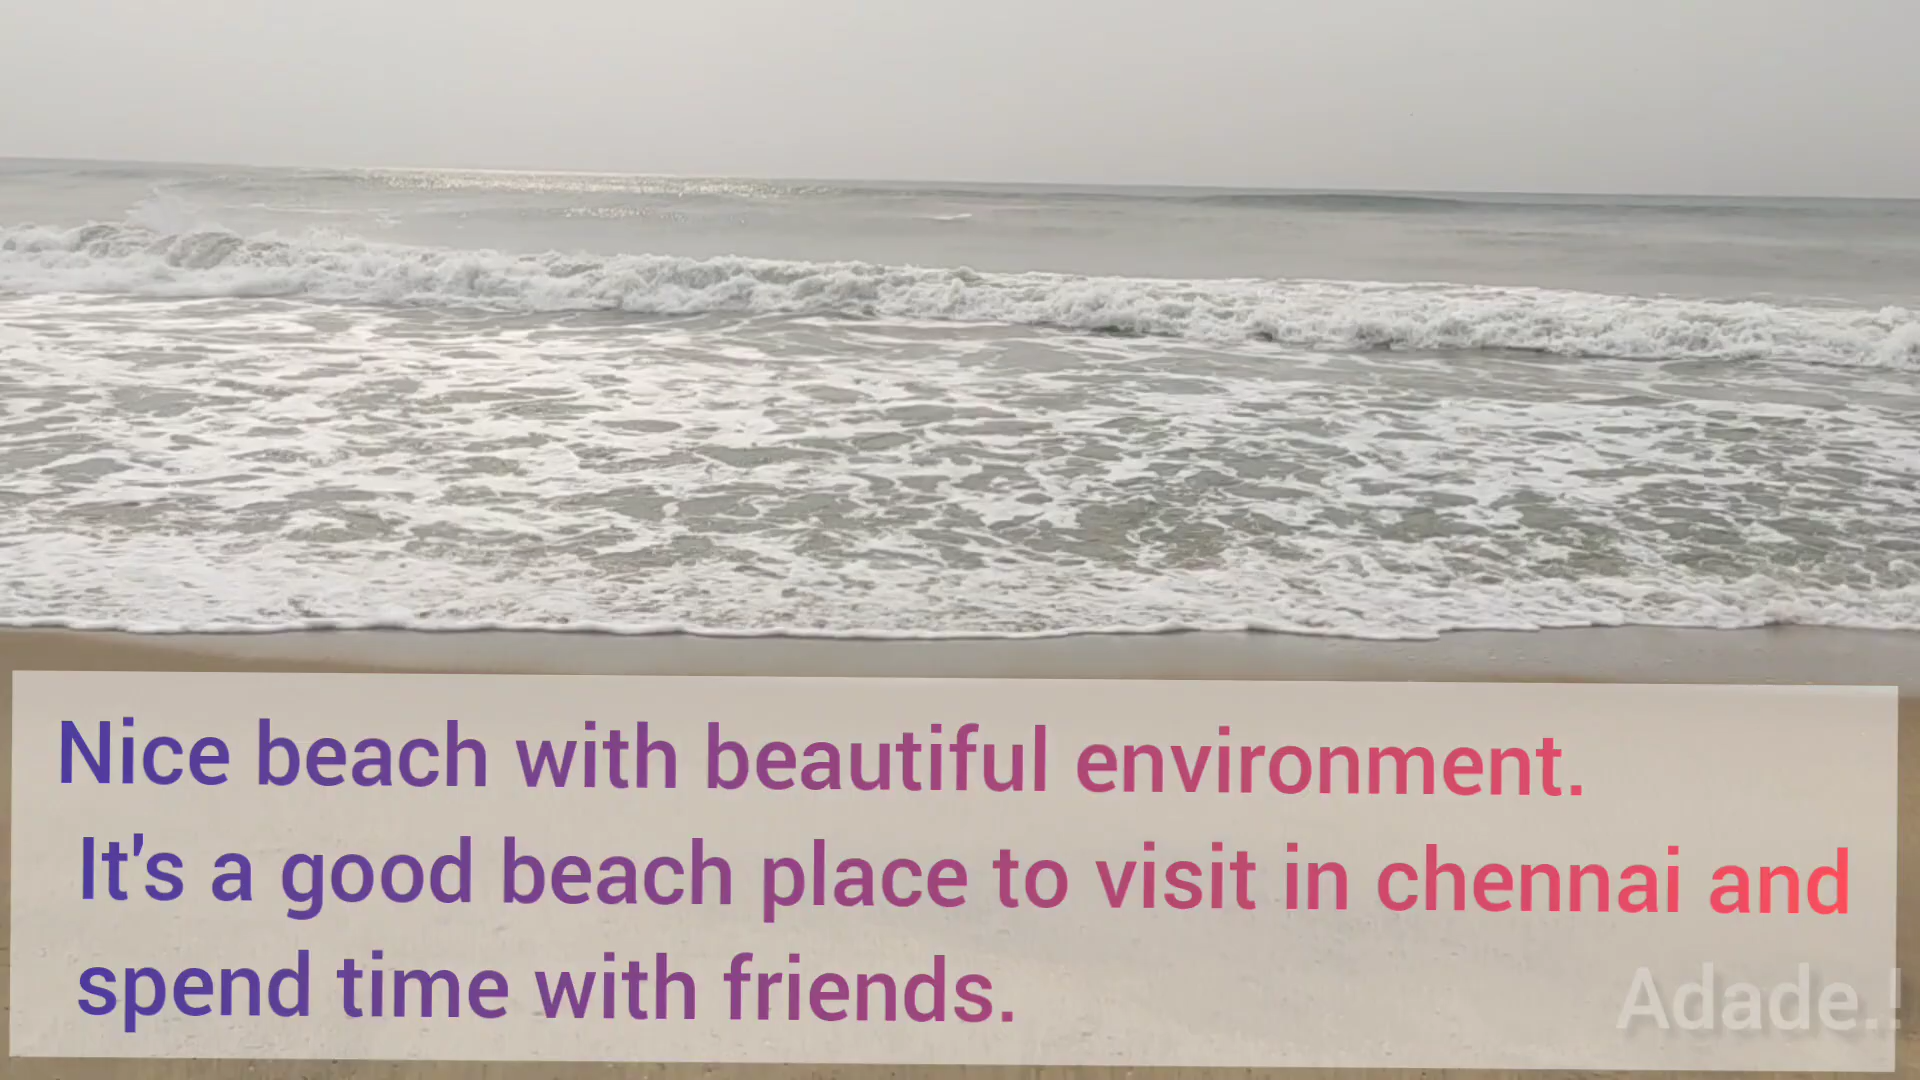 Nice beach with beautiful environment.
It's a good beach place to visit in chennai and
spend time with friends.
Adade.!